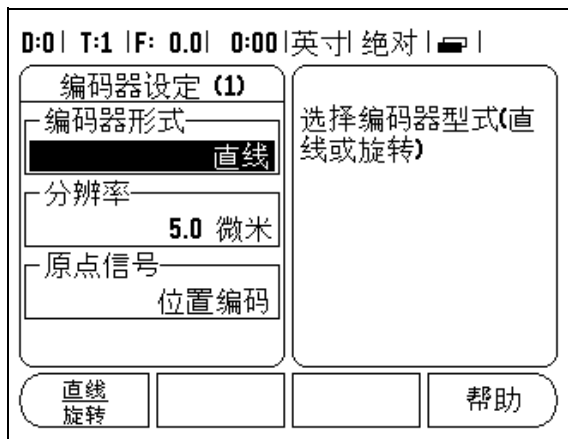 D:0 | T:1 | F: 0.0 | 0:00 | 英寸 | 绝对 | |
编码器设定 (1)
编码器形式
直线
分辨率
5.0 微米
原点信号
位置编码
选择编码器型式(直
线或旋转)
直线
旋转
帮助